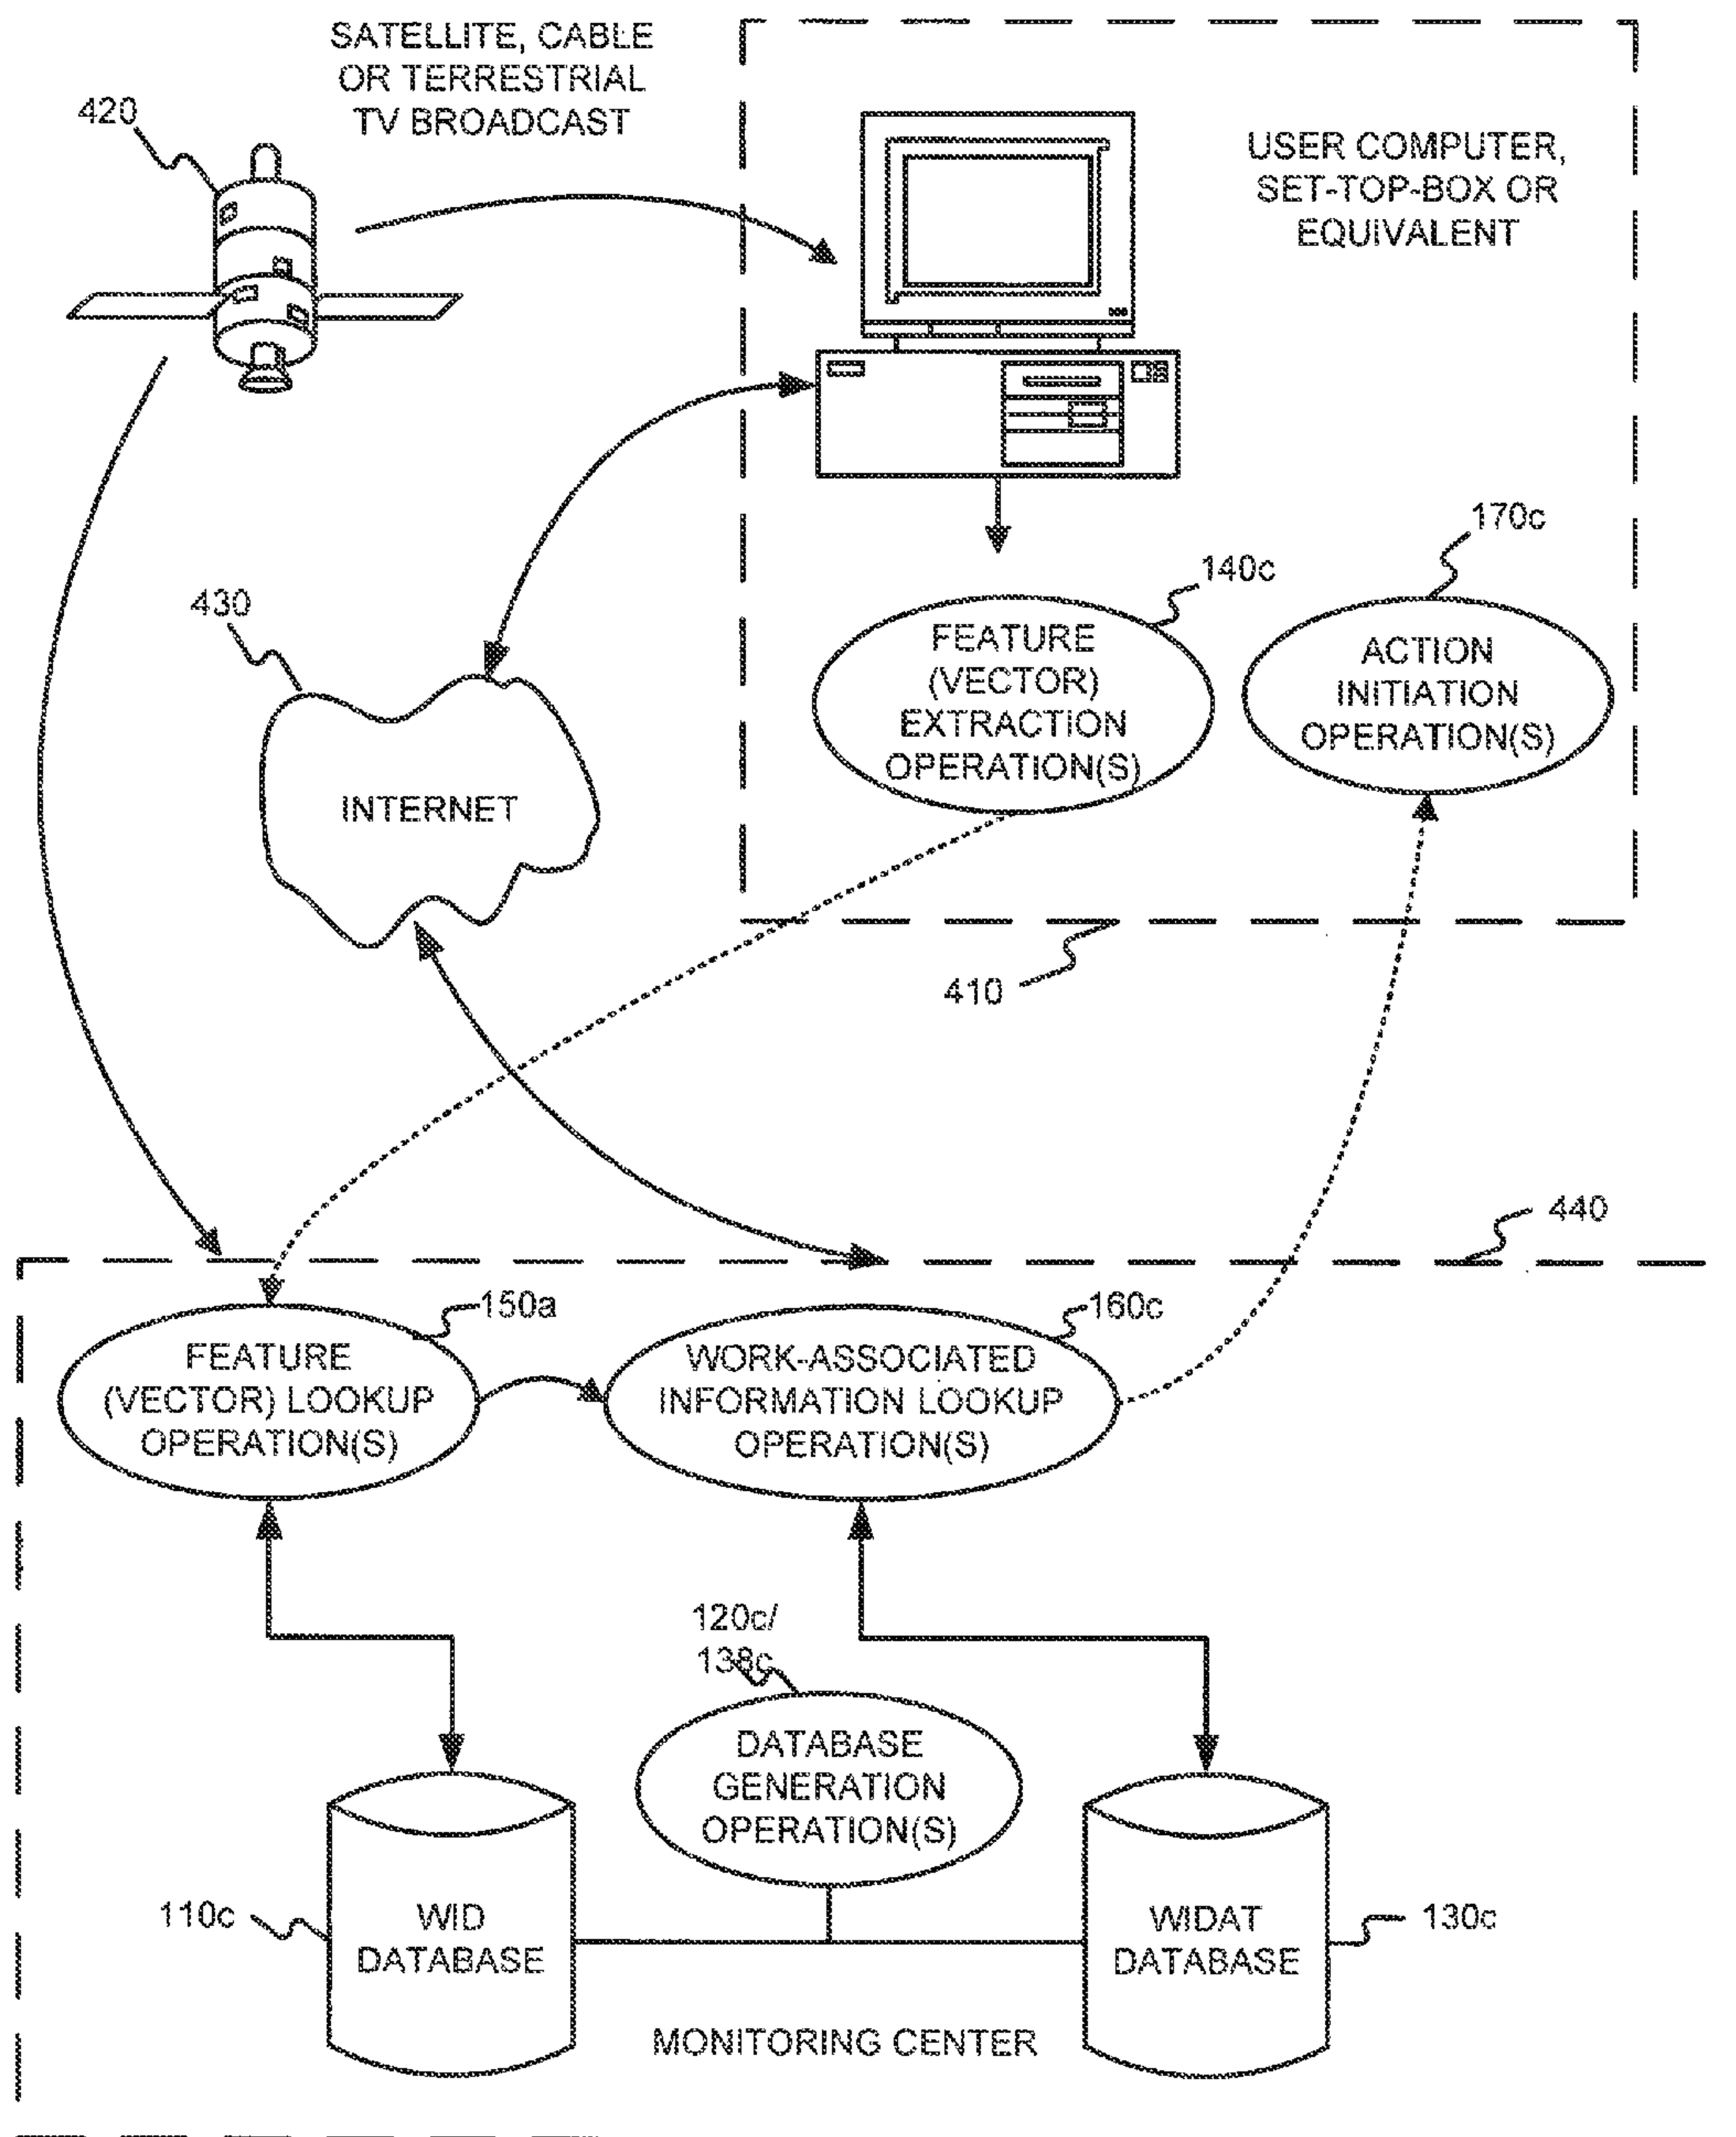 SATELLITE, CABLE
OR TERRESTRIAL
TV BROADCAST
420
USER COMPUTER,
SET-TOP-BOX OR
EQUIVALENT
170c
140c
430
FEATURE
(VECTOR)
EXTRACTION
OPERATION(S)
ACTION
INITIATION
OPERATION(S)
INTERNET
410
440
150a
160c
FEATURE
(VECTOR) LOOKUP
OPERATION(S)
WORK-ASSOCIATED
INFORMATION LOOKUP
OPERATION(S)
120c/
138c
DATABASE
GENERATION
OPERATION(S)
110c
WID
DATABASE
WIDAT
DATABASE
130c
MONITORING CENTER